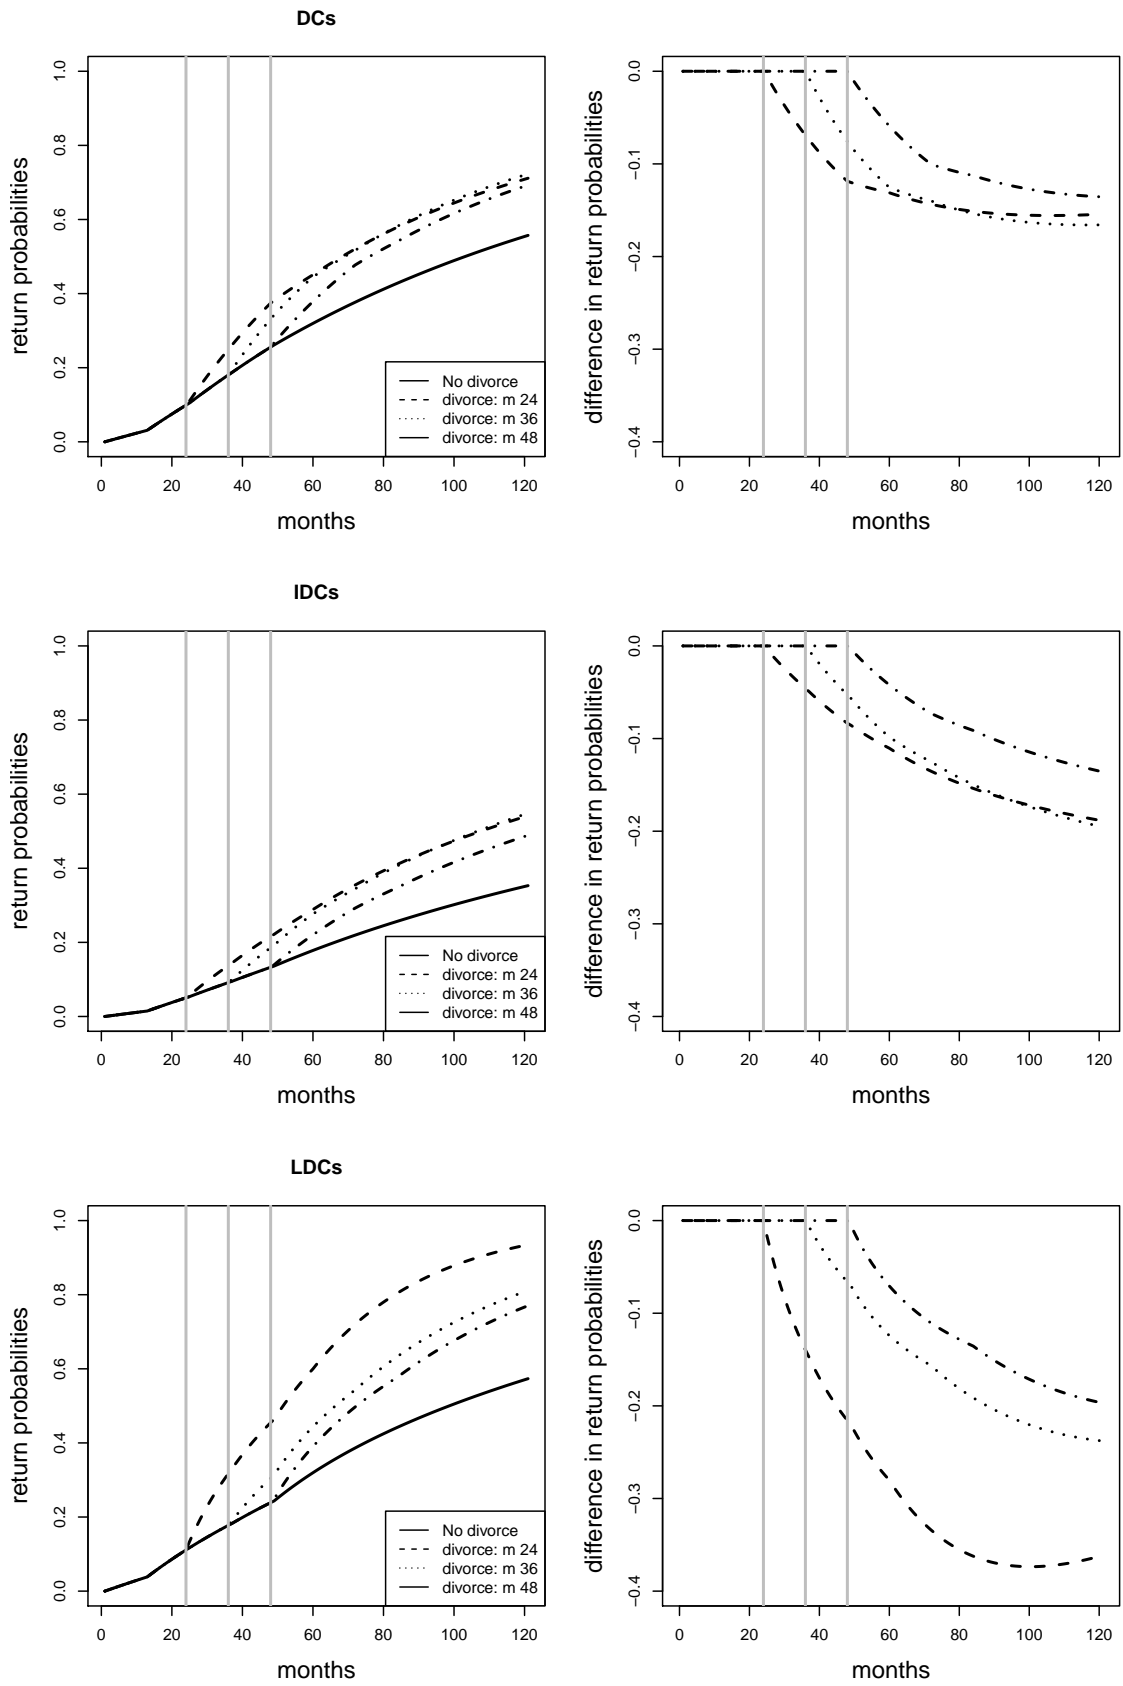 DCs
return probabilities
0.0 0.2 0.4 0.6 0.8 1.0
No divorce
divorce: m 24
divorce: m 36
divorce: m 48
0 20 40 60 80 100 120
months
difference in return probabilities
−0.4 −0.3 −0.2 −0.1 0.0
0 20 40 60 80 100 120
months
IDCs
return probabilities
0.0 0.2 0.4 0.6 0.8 1.0
No divorce
divorce: m 24
divorce: m 36
divorce: m 48
0 20 40 60 80 100 120
months
difference in return probabilities
−0.4 −0.3 −0.2 −0.1 0.0
0 20 40 60 80 100 120
months
LDCs
return probabilities
0.0 0.2 0.4 0.6 0.8 1.0
No divorce
divorce: m 24
divorce: m 36
divorce: m 48
0 20 40 60 80 100 120
months
difference in return probabilities
−0.4 −0.3 −0.2 −0.1 0.0
0 20 40 60 80 100 120
months